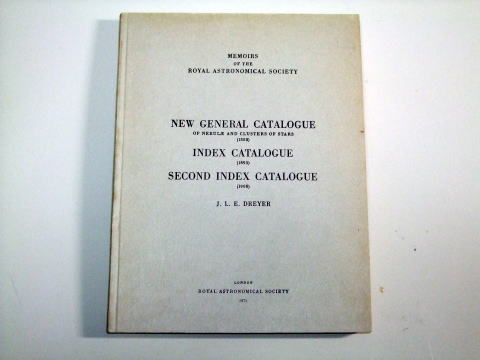 MEMOIRS
OF THE
ROYAL ASTRONOMICAL SOCIETY
NEW GENERAL CATALOGUE
OF NEBULÆ AND CLUSTERS OF STARS
(1888)
INDEX CATALOGUE
(1895)
SECOND INDEX CATALOGUE
(1908)
J. L. E. DREYER
LONDON
ROYAL ASTRONOMICAL SOCIETY